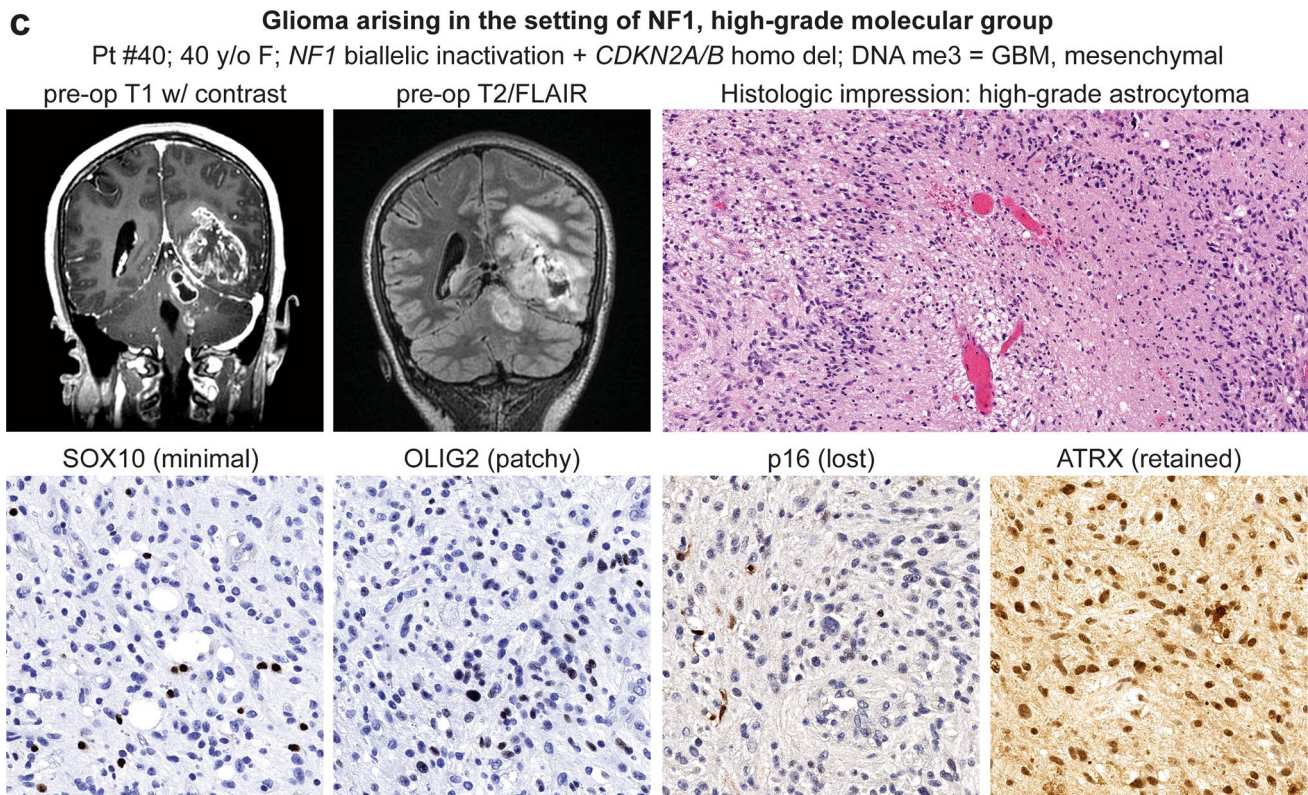 c
Glioma arising in the setting of NF1, high-grade molecular group
Pt #40; 40 y/o F; NF1 biallelic inactivation + CDKN2A/B homo del; DNA me3 = GBM, mesenchymal
pre-op T1 w/ contrast
pre-op T2/FLAIR
Histologic impression: high-grade astrocytoma
SOX10 (minimal)
OLIG2 (patchy)
p16 (lost)
ATRX (retained)